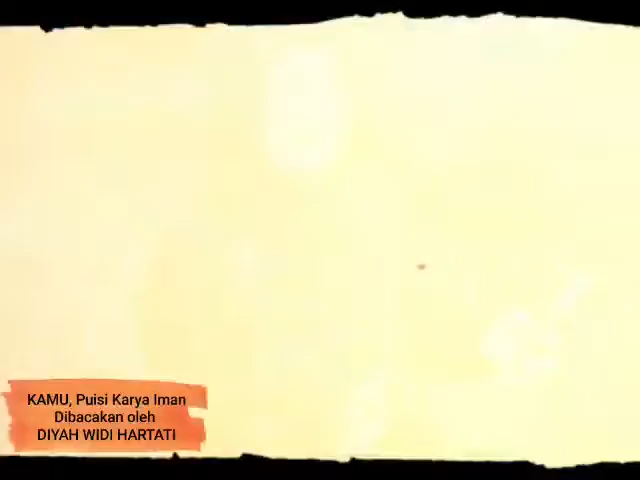 KAMU, Puisi Karya Iman
Dibacakan oleh
DIYAH WIDI HARTATI